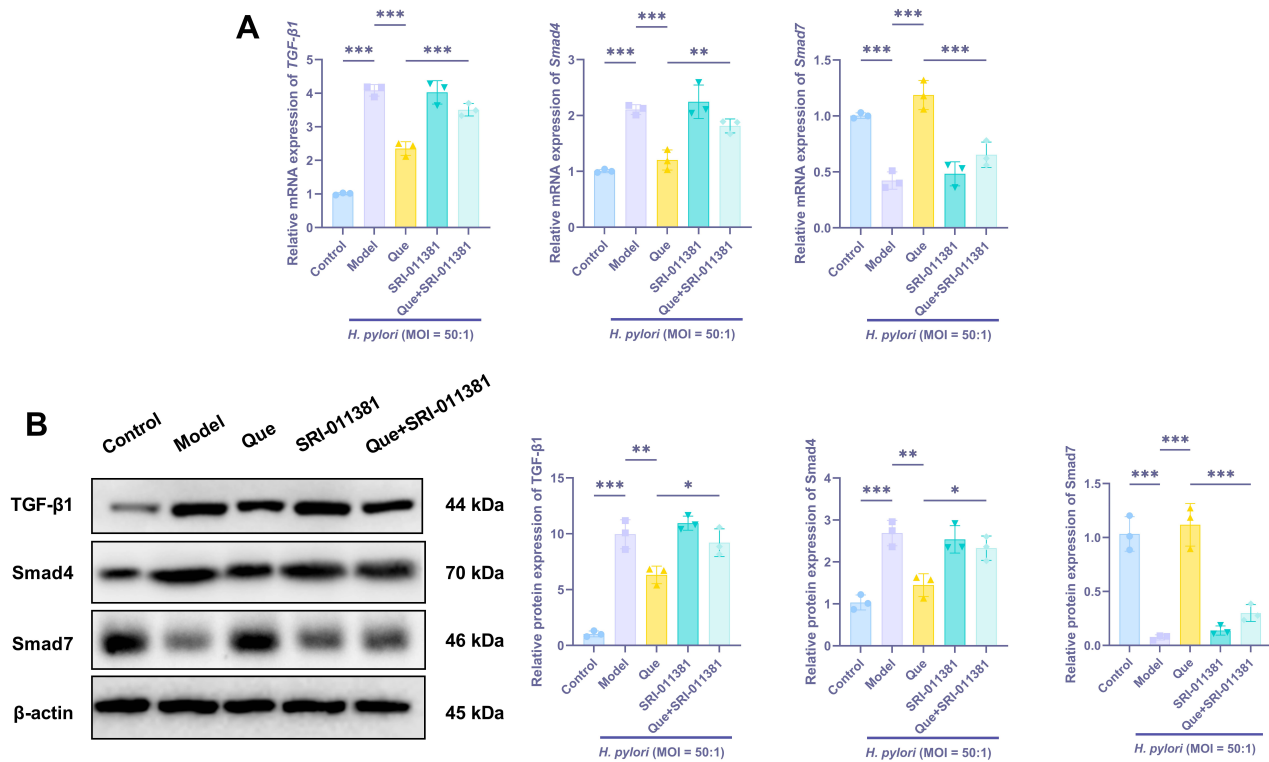 A
Relative mRNA expression of TGF-β1
5
4
3
2
1
0
***
***
***
Control
Model
Que
SRI-011381
Que+SRI-011381
H. pylori (MOI = 50:1)
Relative mRNA expression of Smad4
4
3
2
1
0
***
***
**
Control
Model
Que
SRI-011381
Que+SRI-011381
H. pylori (MOI = 50:1)
Relative mRNA expression of Smad7
1.5
1.0
0.5
0.0
***
***
***
Control
Model
Que
SRI-011381
Que+SRI-011381
H. pylori (MOI = 50:1)
B
Control
Model
Que
SRI-011381
Que+SRI-011381
TGF-β1
44 kDa
Smad4
70 kDa
Smad7
46 kDa
β-actin
45 kDa
Relative protein expression of TGF-β1
15
10
5
0
***
**
*
Control
Model
Que
SRI-011381
Que+SRI-011381
H. pylori (MOI = 50:1)
Relative protein expression of Smad4
4
3
2
1
0
***
**
*
Control
Model
Que
SRI-011381
Que+SRI-011381
H. pylori (MOI = 50:1)
Relative protein expression of Smad7
1.5
1.0
0.5
0.0
***
***
***
Control
Model
Que
SRI-011381
Que+SRI-011381
H. pylori (MOI = 50:1)